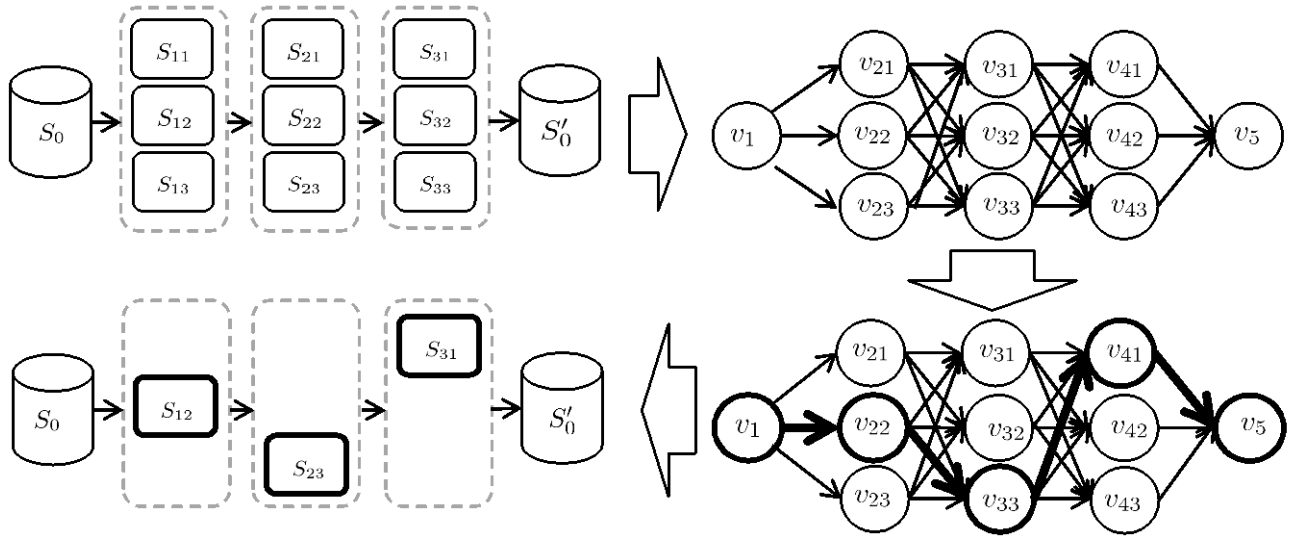 S₀ S₁₁ S₁₂ S₁₃ S₂₁ S₂₂ S₂₃ S₃₁ S₃₂ S₃₃ S′₀
v₁ v₂₁ v₂₂ v₂₃ v₃₁ v₃₂ v₃₃ v₄₁ v₄₂ v₄₃ v₅
S₀ S₁₂ S₂₃ S₃₁ S′₀
v₁ v₂₁ v₂₂ v₂₃ v₃₁ v₃₂ v₃₃ v₄₁ v₄₂ v₄₃ v₅